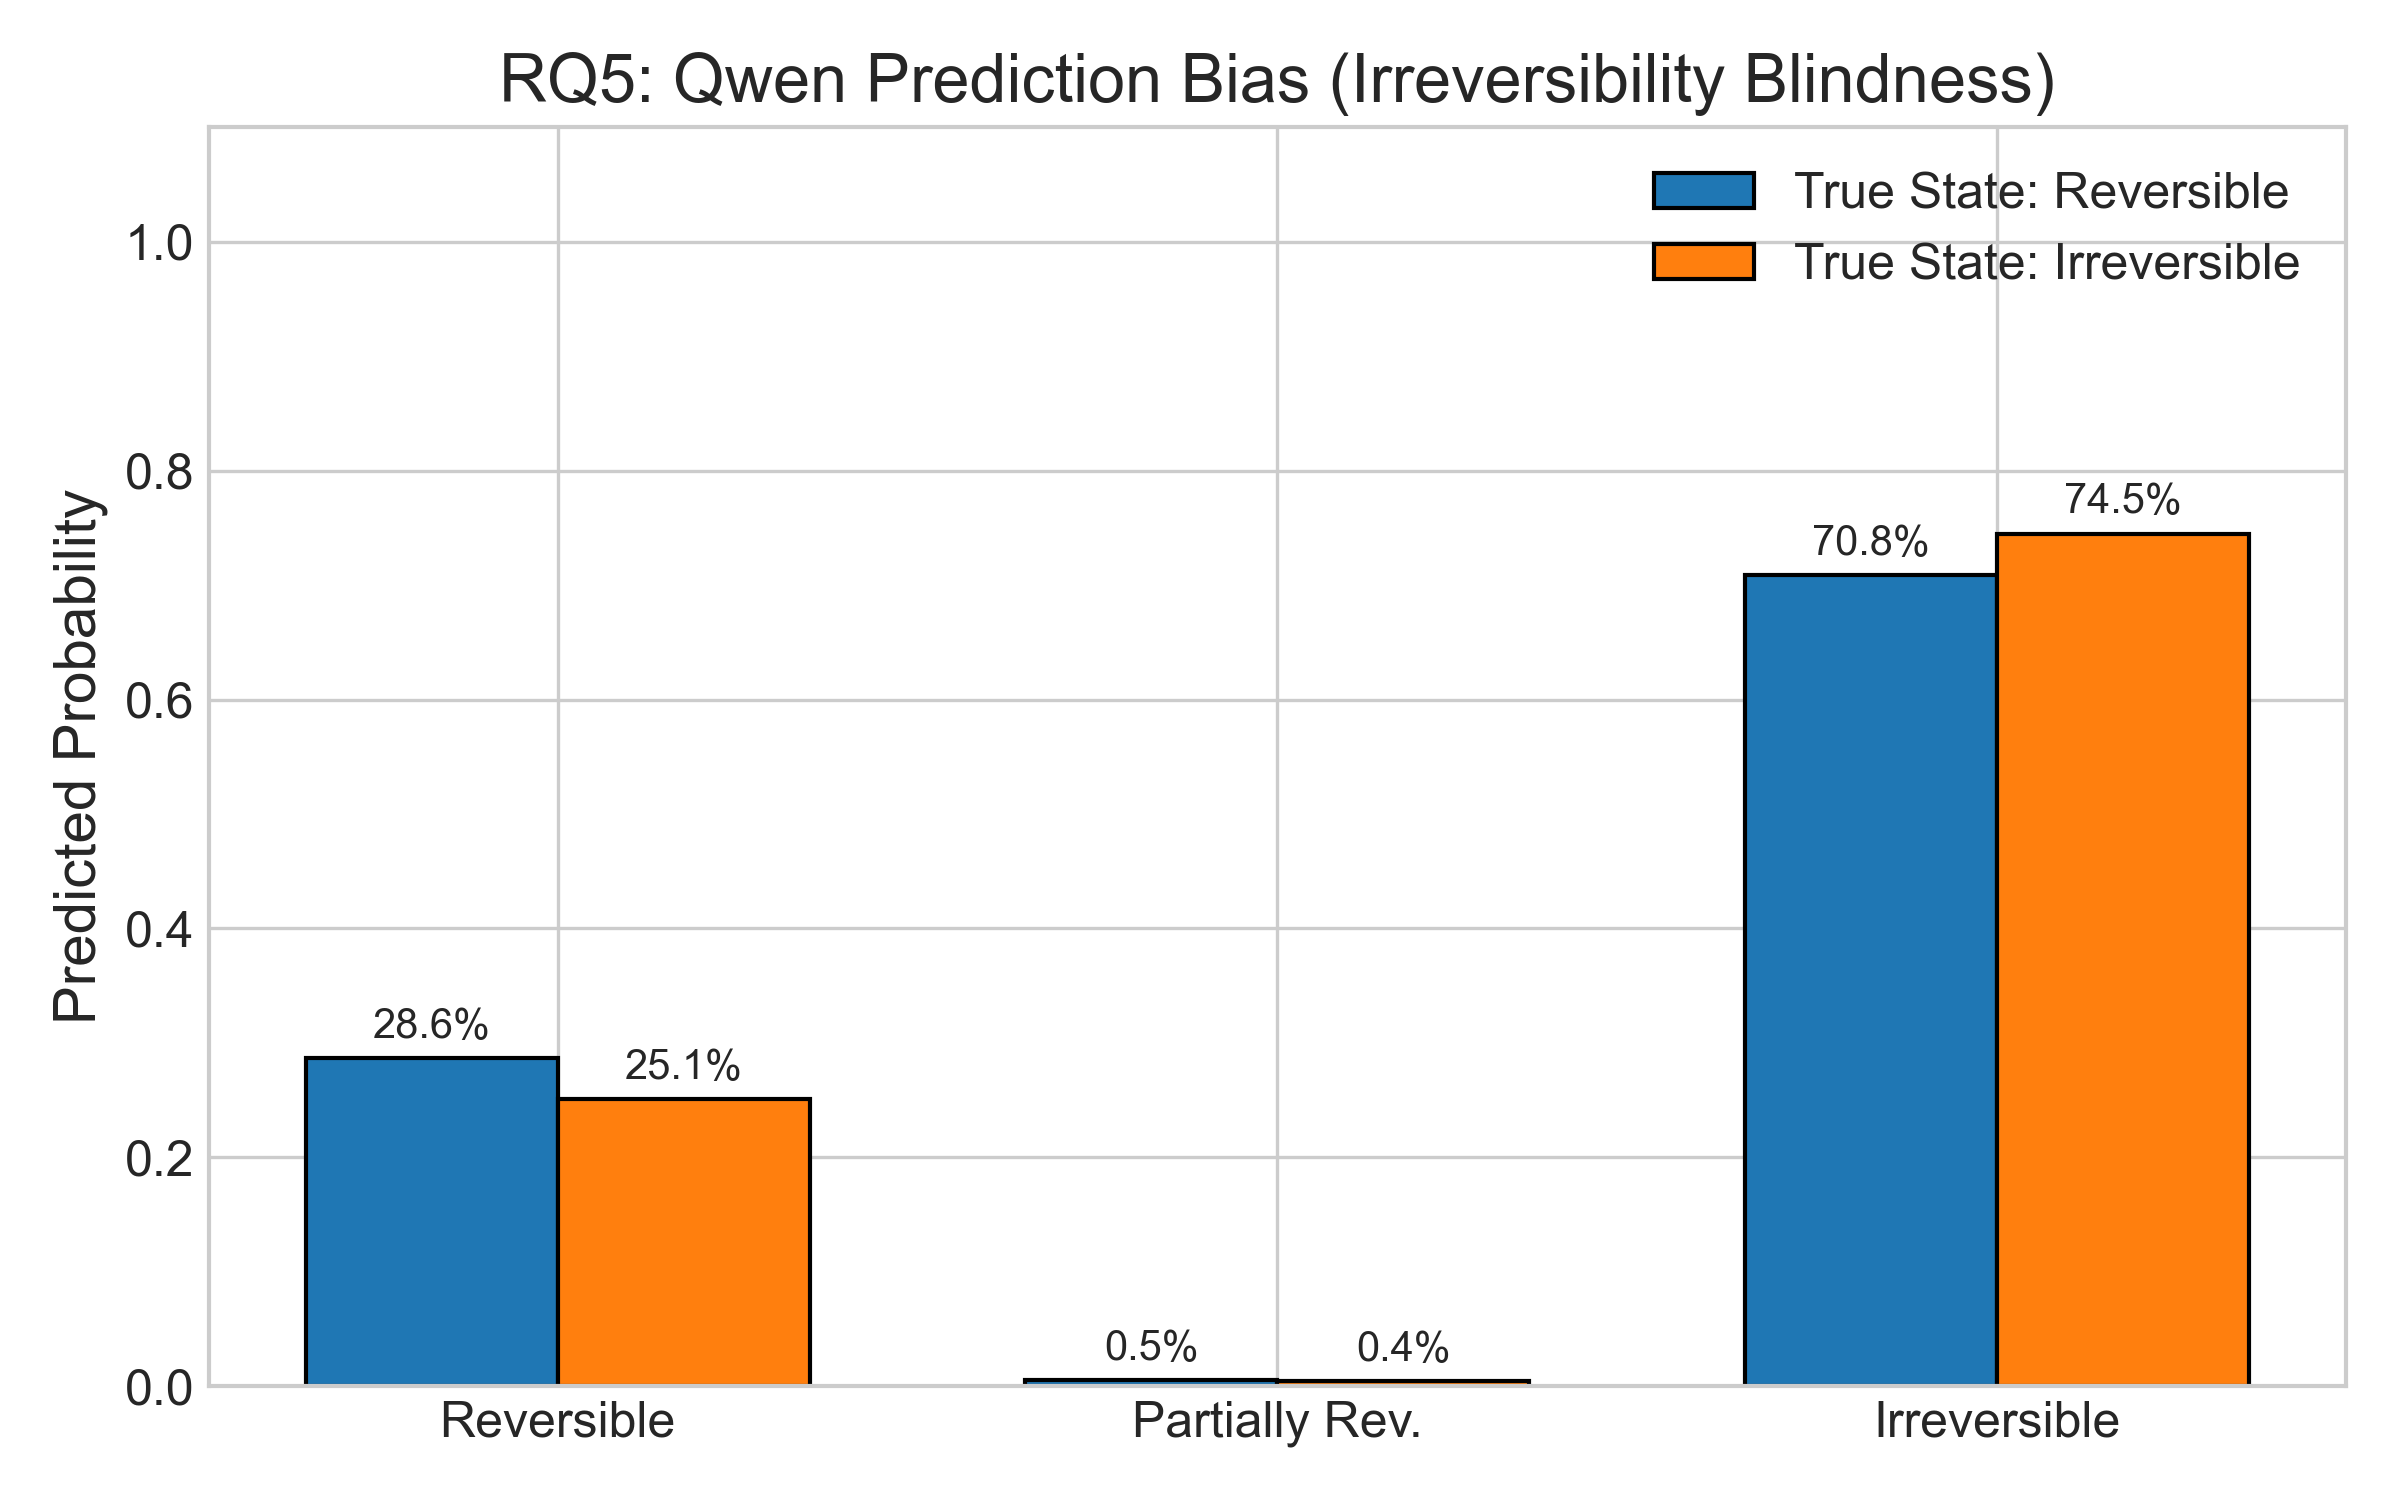 RQ5: Qwen Prediction Bias (Irreversibility Blindness)
True State: Reversible
True State: Irreversible
Predicted Probability
1.0
0.8
0.6
0.4
0.2
0.0
28.6%
25.1%
0.5%
0.4%
70.8%
74.5%
Reversible
Partially Rev.
Irreversible